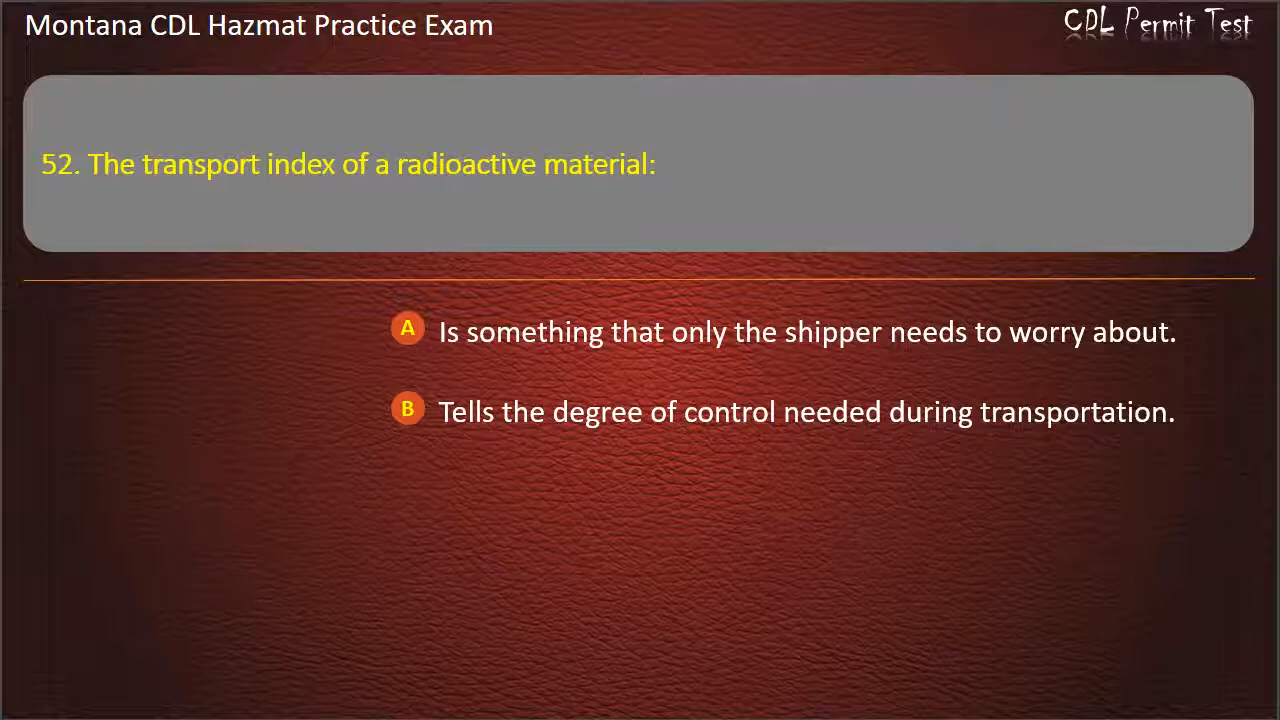 Montana CDL Hazmat Practice Exam
CDL Permit Test
52. The transport index of a radioactive material:
A Is something that only the shipper needs to worry about.
B Tells the degree of control needed during transportation.